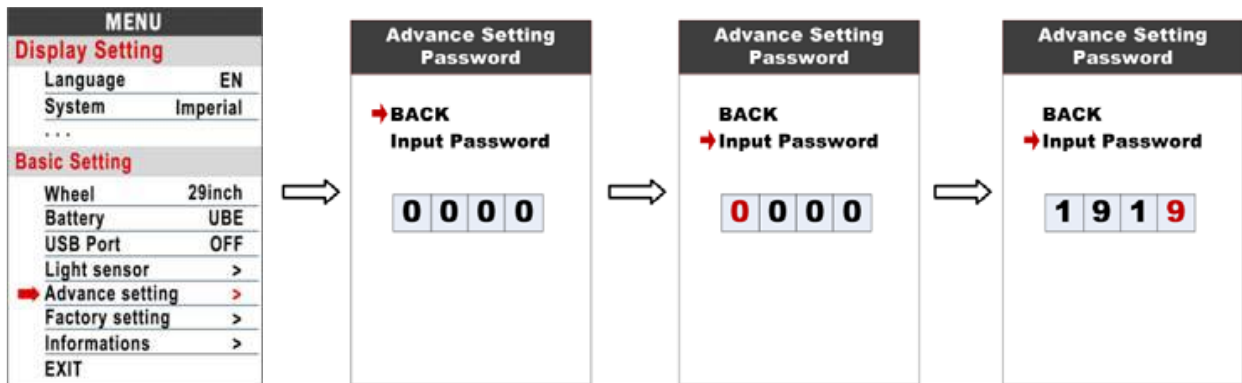 MENU
Display Setting
Language EN
System Imperial
...
Basic Setting
Wheel 29inch
Battery UBE
USB Port OFF
Light sensor >
Advance setting >
Factory setting >
Informations >
EXIT
Advance Setting
Password
BACK
Input Password
0 0 0 0
Advance Setting
Password
BACK
Input Password
0 0 0 0
Advance Setting
Password
BACK
Input Password
1 9 1 9